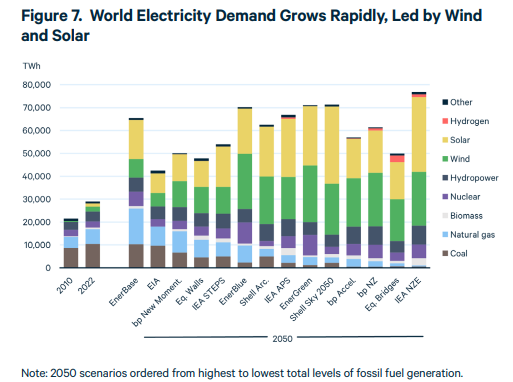 Figure 7. World Electricity Demand Grows Rapidly, Led by Wind
and Solar
TWh
80,000
70,000
60,000
50,000
40,000
30,000
20,000
10,000
0
Other
Hydrogen
Solar
Wind
Hydropower
Nuclear
Biomass
Natural gas
Coal
2010
2022
EnerBase
EIA
bp New Moment.
Eq. Walls
IEA STEPS
EnerBlue
Shell Arc.
IEA APS
EnerGreen
Shell Sky 2050
bp Accel.
bp NZ
Eq. Bridges
IEA NZE
2050
Note: 2050 scenarios ordered from highest to lowest total levels of fossil fuel generation.